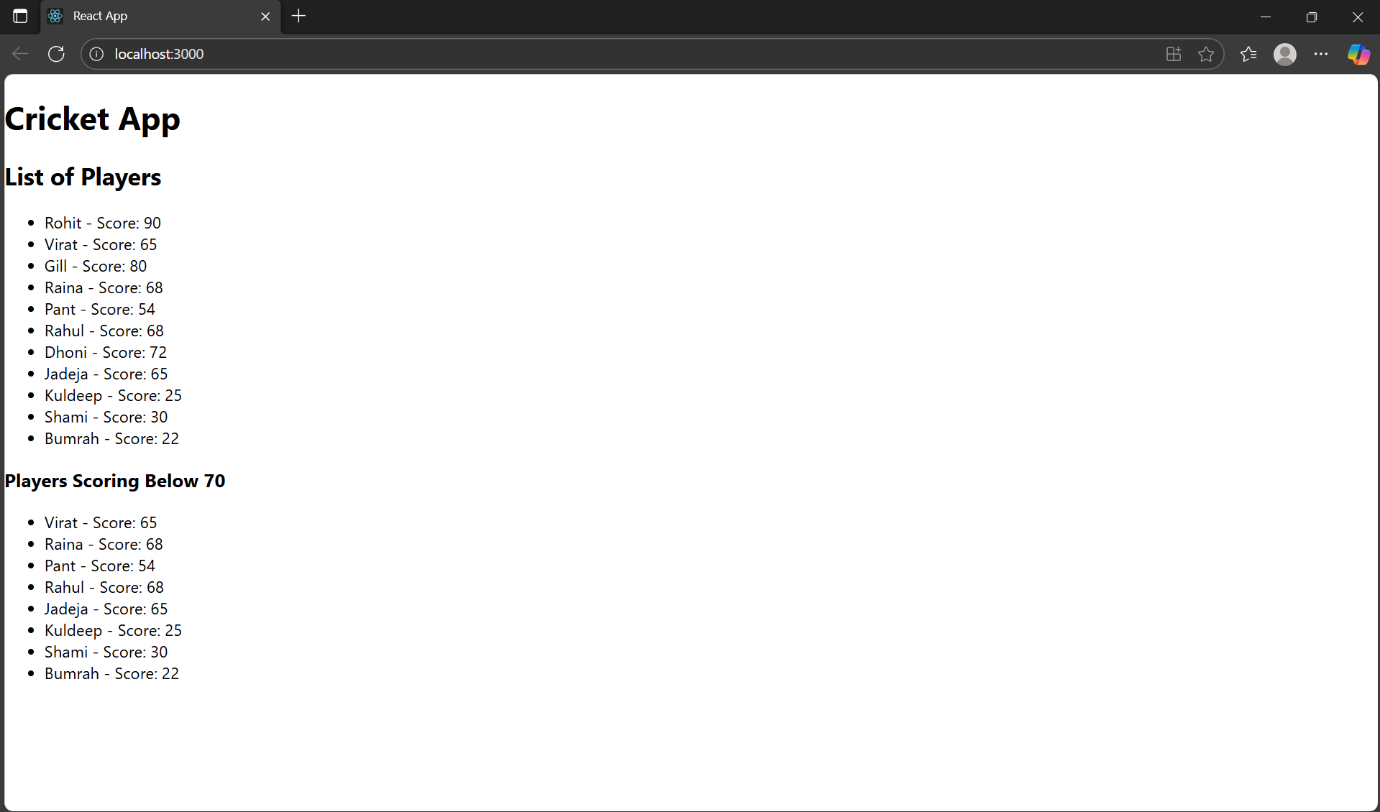 React App
localhost:3000
Cricket App
List of Players
Rohit - Score: 90
Virat - Score: 65
Gill - Score: 80
Raina - Score: 68
Pant - Score: 54
Rahul - Score: 68
Dhoni - Score: 72
Jadeja - Score: 65
Kuldeep - Score: 25
Shami - Score: 30
Bumrah - Score: 22
Players Scoring Below 70
Virat - Score: 65
Raina - Score: 68
Pant - Score: 54
Rahul - Score: 68
Jadeja - Score: 65
Kuldeep - Score: 25
Shami - Score: 30
Bumrah - Score: 22